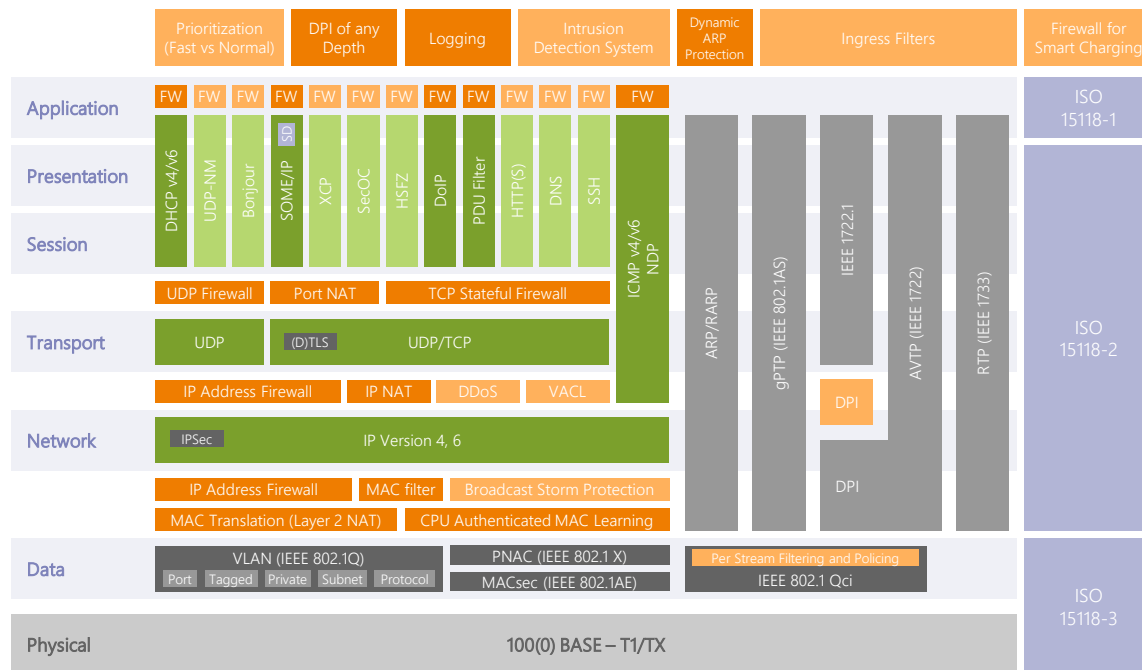 Prioritization
(Fast vs Normal)
DPI of any
Depth
Logging
Intrusion
Detection System
Dynamic
ARP
Protection
Ingress Filters
Firewall for
Smart Charging
Application
FW
FW
FW
FW
FW
FW
FW
FW
FW
FW
FW
FW
FW
ISO
15118-1
Presentation
Session
DHCP v4/v6
UDP-NM
Bonjour
SD
SOME/IP
XCP
SecOC
HSFZ
DoIP
PDU Filter
HTTP(S)
DNS
SSH
ICMP v4/v6
NDP
ARP/RARP
gPTP (IEEE 802.1AS)
IEEE 1722.1
AVTP (IEEE 1722)
RTP (IEEE 1733)
UDP Firewall
Port NAT
TCP Stateful Firewall
Transport
UDP
(D)TLS
UDP/TCP
ISO
15118-2
IP Address Firewall
IP NAT
DDoS
VACL
DPI
Network
IPSec
IP Version 4, 6
DPI
IP Address Firewall
MAC filter
Broadcast Storm Protection
MAC Translation (Layer 2 NAT)
CPU Authenticated MAC Learning
Data
VLAN (IEEE 802.1Q)
Port
Tagged
Private
Subnet
Protocol
PNAC (IEEE 802.1 X)
MACsec (IEEE 802.1AE)
Per Stream Filtering and Policing
IEEE 802.1 Qci
ISO
15118-3
Physical
100(0) BASE – T1/TX